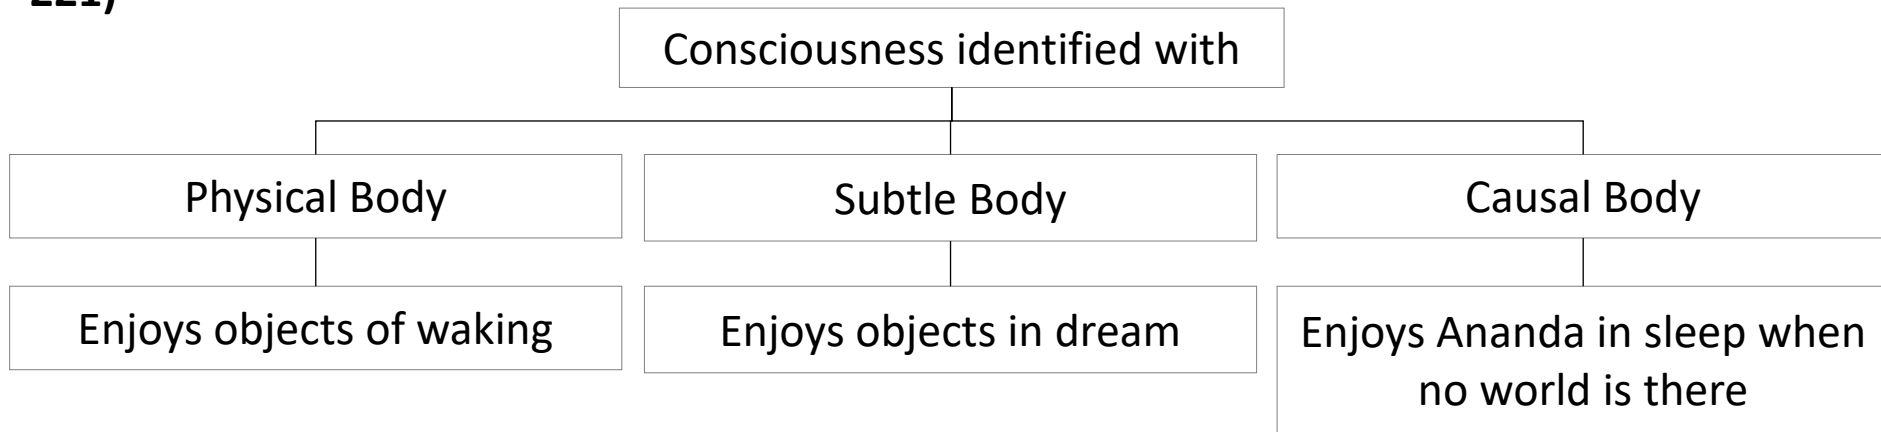 221)
Consciousness identified with
Physical Body
Subtle Body
Causal Body
Enjoys objects of waking
Enjoys objects in dream
Enjoys Ananda in sleep when
no world is there